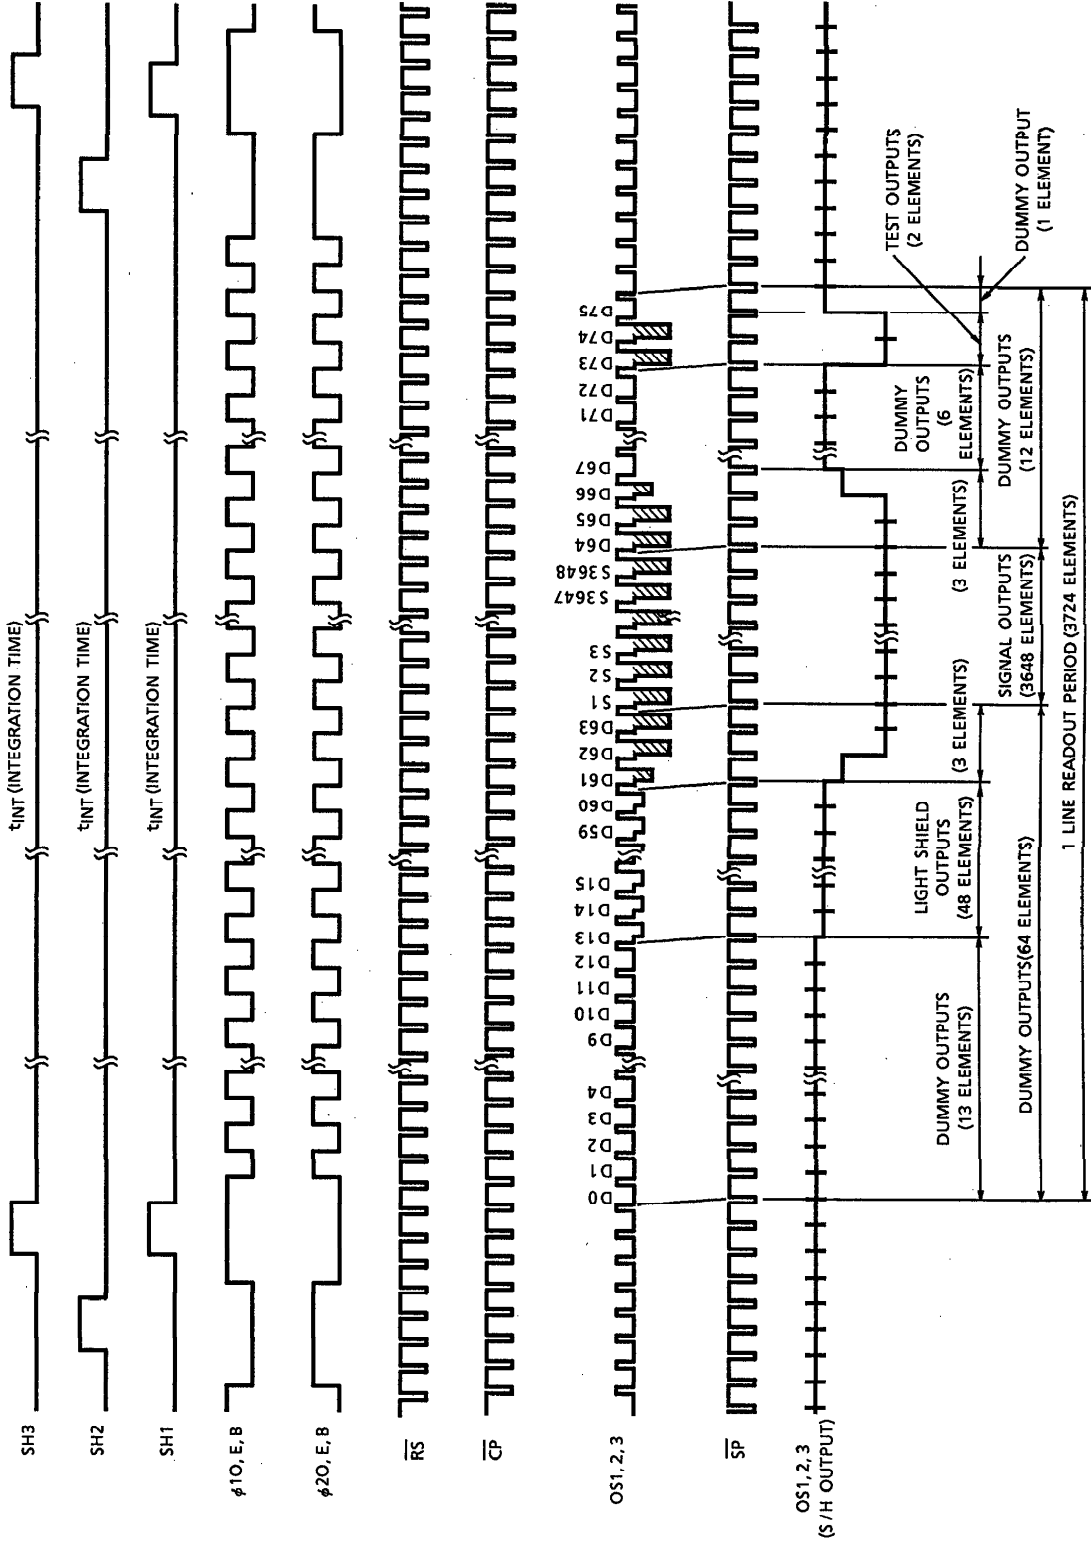 SH3
tINT (INTEGRATION TIME)
SH2
tINT (INTEGRATION TIME)
SH1
tINT (INTEGRATION TIME)
ϕ1O, E, B
ϕ2O, E, B
RS
CP
OS1, 2, 3
D0
D1
D2
D3
D4
D9
D10
D11
D12
D13
D14
D15
D59
D60
D61
D62
D63
S1
S2
S3
S3647
S3648
D64
D65
D66
D67
D71
D72
D73
D74
D75
SP
OS1, 2, 3
(S/H OUTPUT)
DUMMY OUTPUTS
(13 ELEMENTS)
LIGHT SHIELD
OUTPUTS
(48 ELEMENTS)
(3 ELEMENTS)
(3 ELEMENTS)
DUMMY
OUTPUTS
(6
ELEMENTS)
TEST OUTPUTS
(2 ELEMENTS)
DUMMY OUTPUT
(1 ELEMENT)
DUMMY OUTPUTS(64 ELEMENTS)
SIGNAL OUTPUTS
(3648 ELEMENTS)
DUMMY OUTPUTS
(12 ELEMENTS)
1 LINE READOUT PERIOD (3724 ELEMENTS)